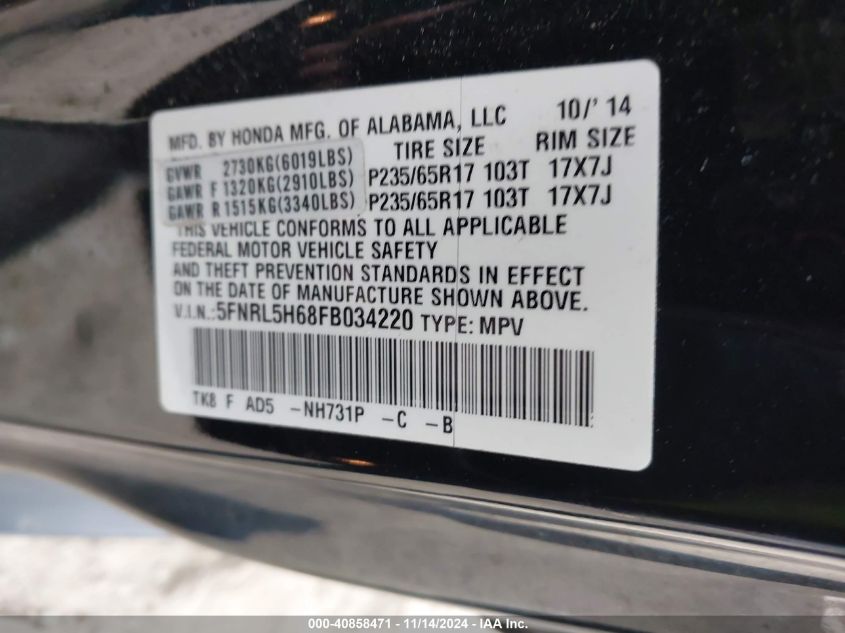 MFD. BY HONDA MFG. OF ALABAMA, LLC 10/' 14
TIRE SIZE RIM SIZE
GVWR 2730KG(6019LBS)
GAWR F 1320KG(2910LBS) P235/65R17 103T 17X7J
GAWR R 1515KG(3340LBS) P235/65R17 103T 17X7J
THIS VEHICLE CONFORMS TO ALL APPLICABLE
FEDERAL MOTOR VEHICLE SAFETY
AND THEFT PREVENTION STANDARDS IN EFFECT
ON THE DATE OF MANUFACTURE SHOWN ABOVE.
V.I.N.:5FNRL5H68FB034220 TYPE: MPV
TK8 F AD5 -NH731P -C -B
000-40858471 - 11/14/2024 - IAA Inc.